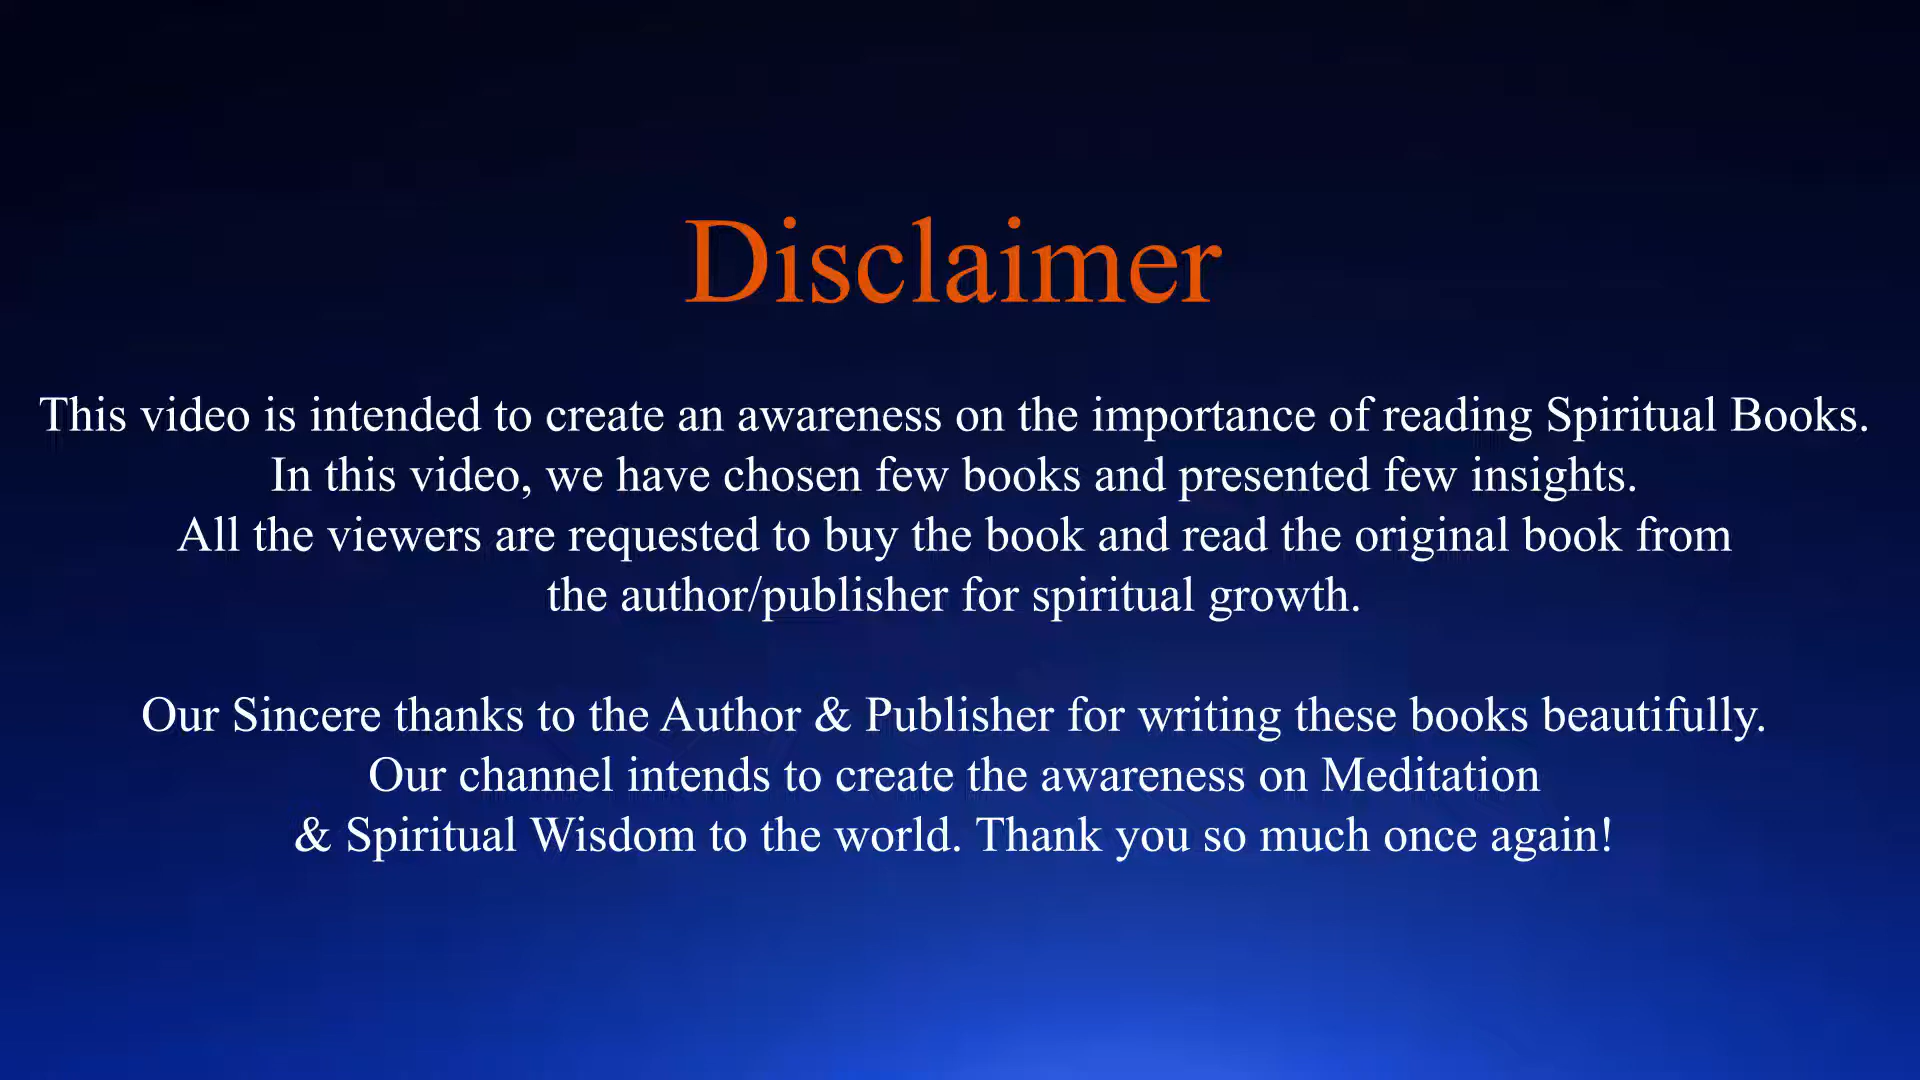 Disclaimer
This video is intended to create an awareness on the importance of reading Spiritual Books.
In this video, we have chosen few books and presented few insights.
All the viewers are requested to buy the book and read the original book from
the author/publisher for spiritual growth.
Our Sincere thanks to the Author & Publisher for writing these books beautifully.
Our channel intends to create the awareness on Meditation
& Spiritual Wisdom to the world. Thank you so much once again!